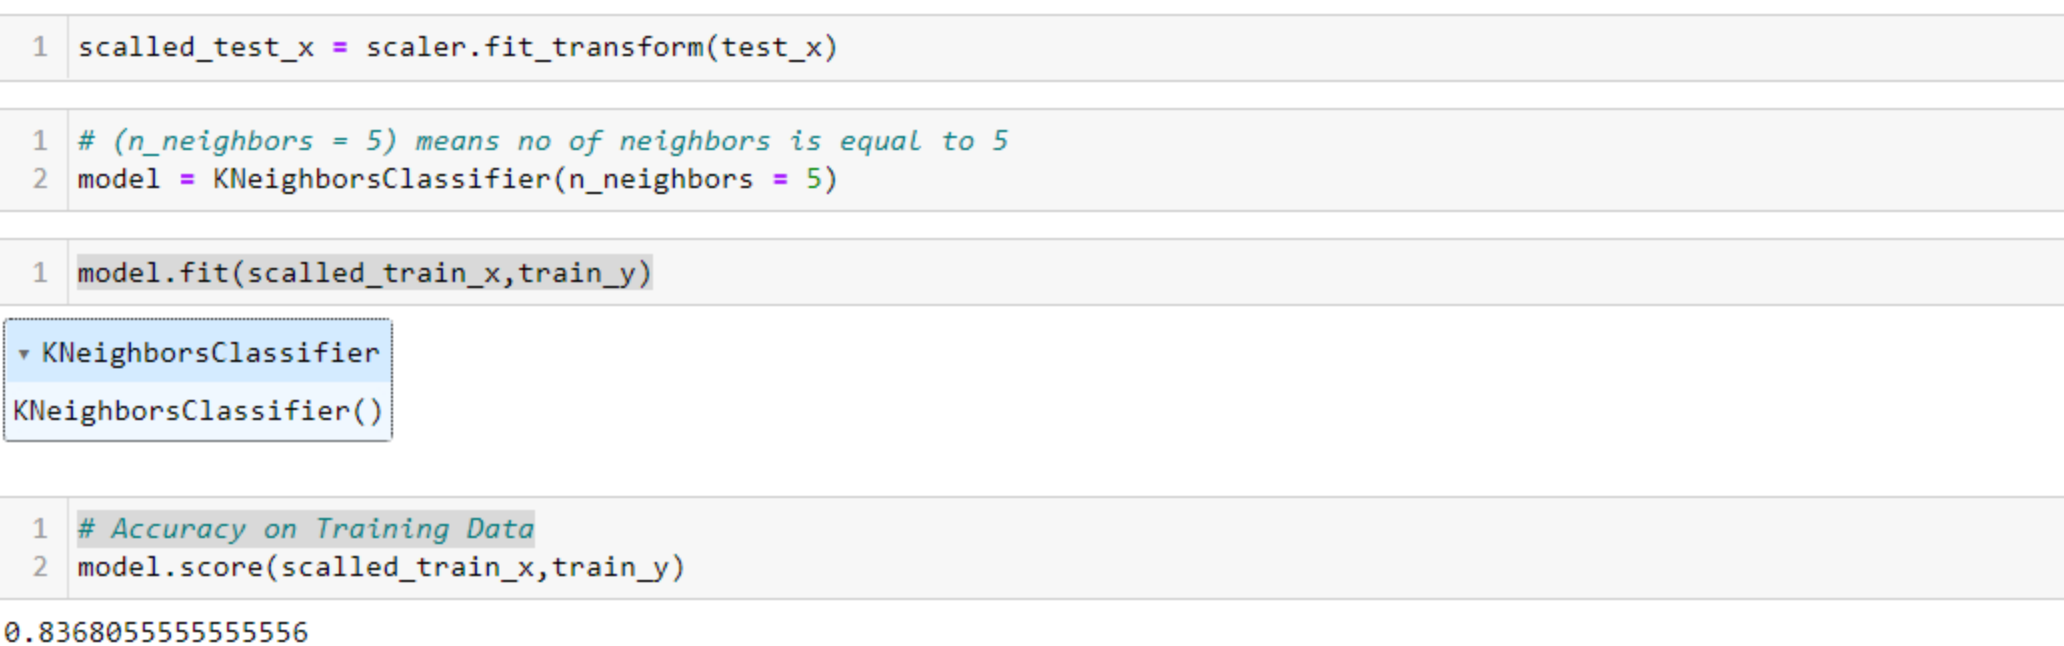 1 scalled_test_x = scaler.fit_transform(test_x)
1 # (n_neighbors = 5) means no of neighbors is equal to 5
2 model = KNeighborsClassifier(n_neighbors = 5)
1 model.fit(scalled_train_x,train_y)
▾ KNeighborsClassifier
KNeighborsClassifier()
1 # Accuracy on Training Data
2 model.score(scalled_train_x,train_y)
0.8368055555555556